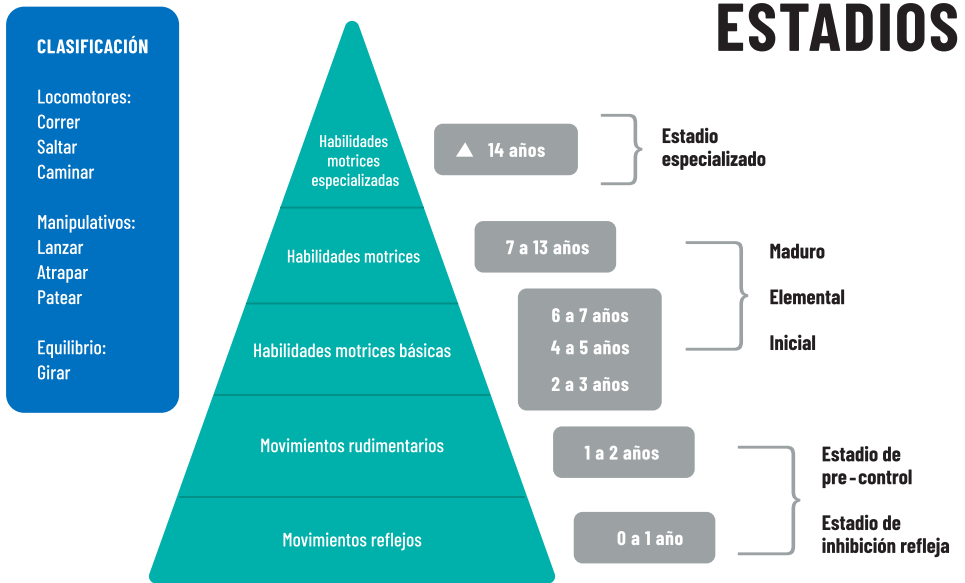 ESTADIOS
CLASIFICACIÓN
Locomotores:
Correr
Saltar
Caminar
Manipulativos:
Lanzar
Atrapar
Patear
Equilibrio:
Girar
Habilidades
motrices
especializadas
▲ 14 años
Estadio
especializado
Habilidades motrices
7 a 13 años
Maduro
Elemental
Inicial
Habilidades motrices básicas
6 a 7 años
4 a 5 años
2 a 3 años
Movimientos rudimentarios
1 a 2 años
Estadio de
pre-control
Movimientos reflejos
0 a 1 año
Estadio de
inhibición refleja